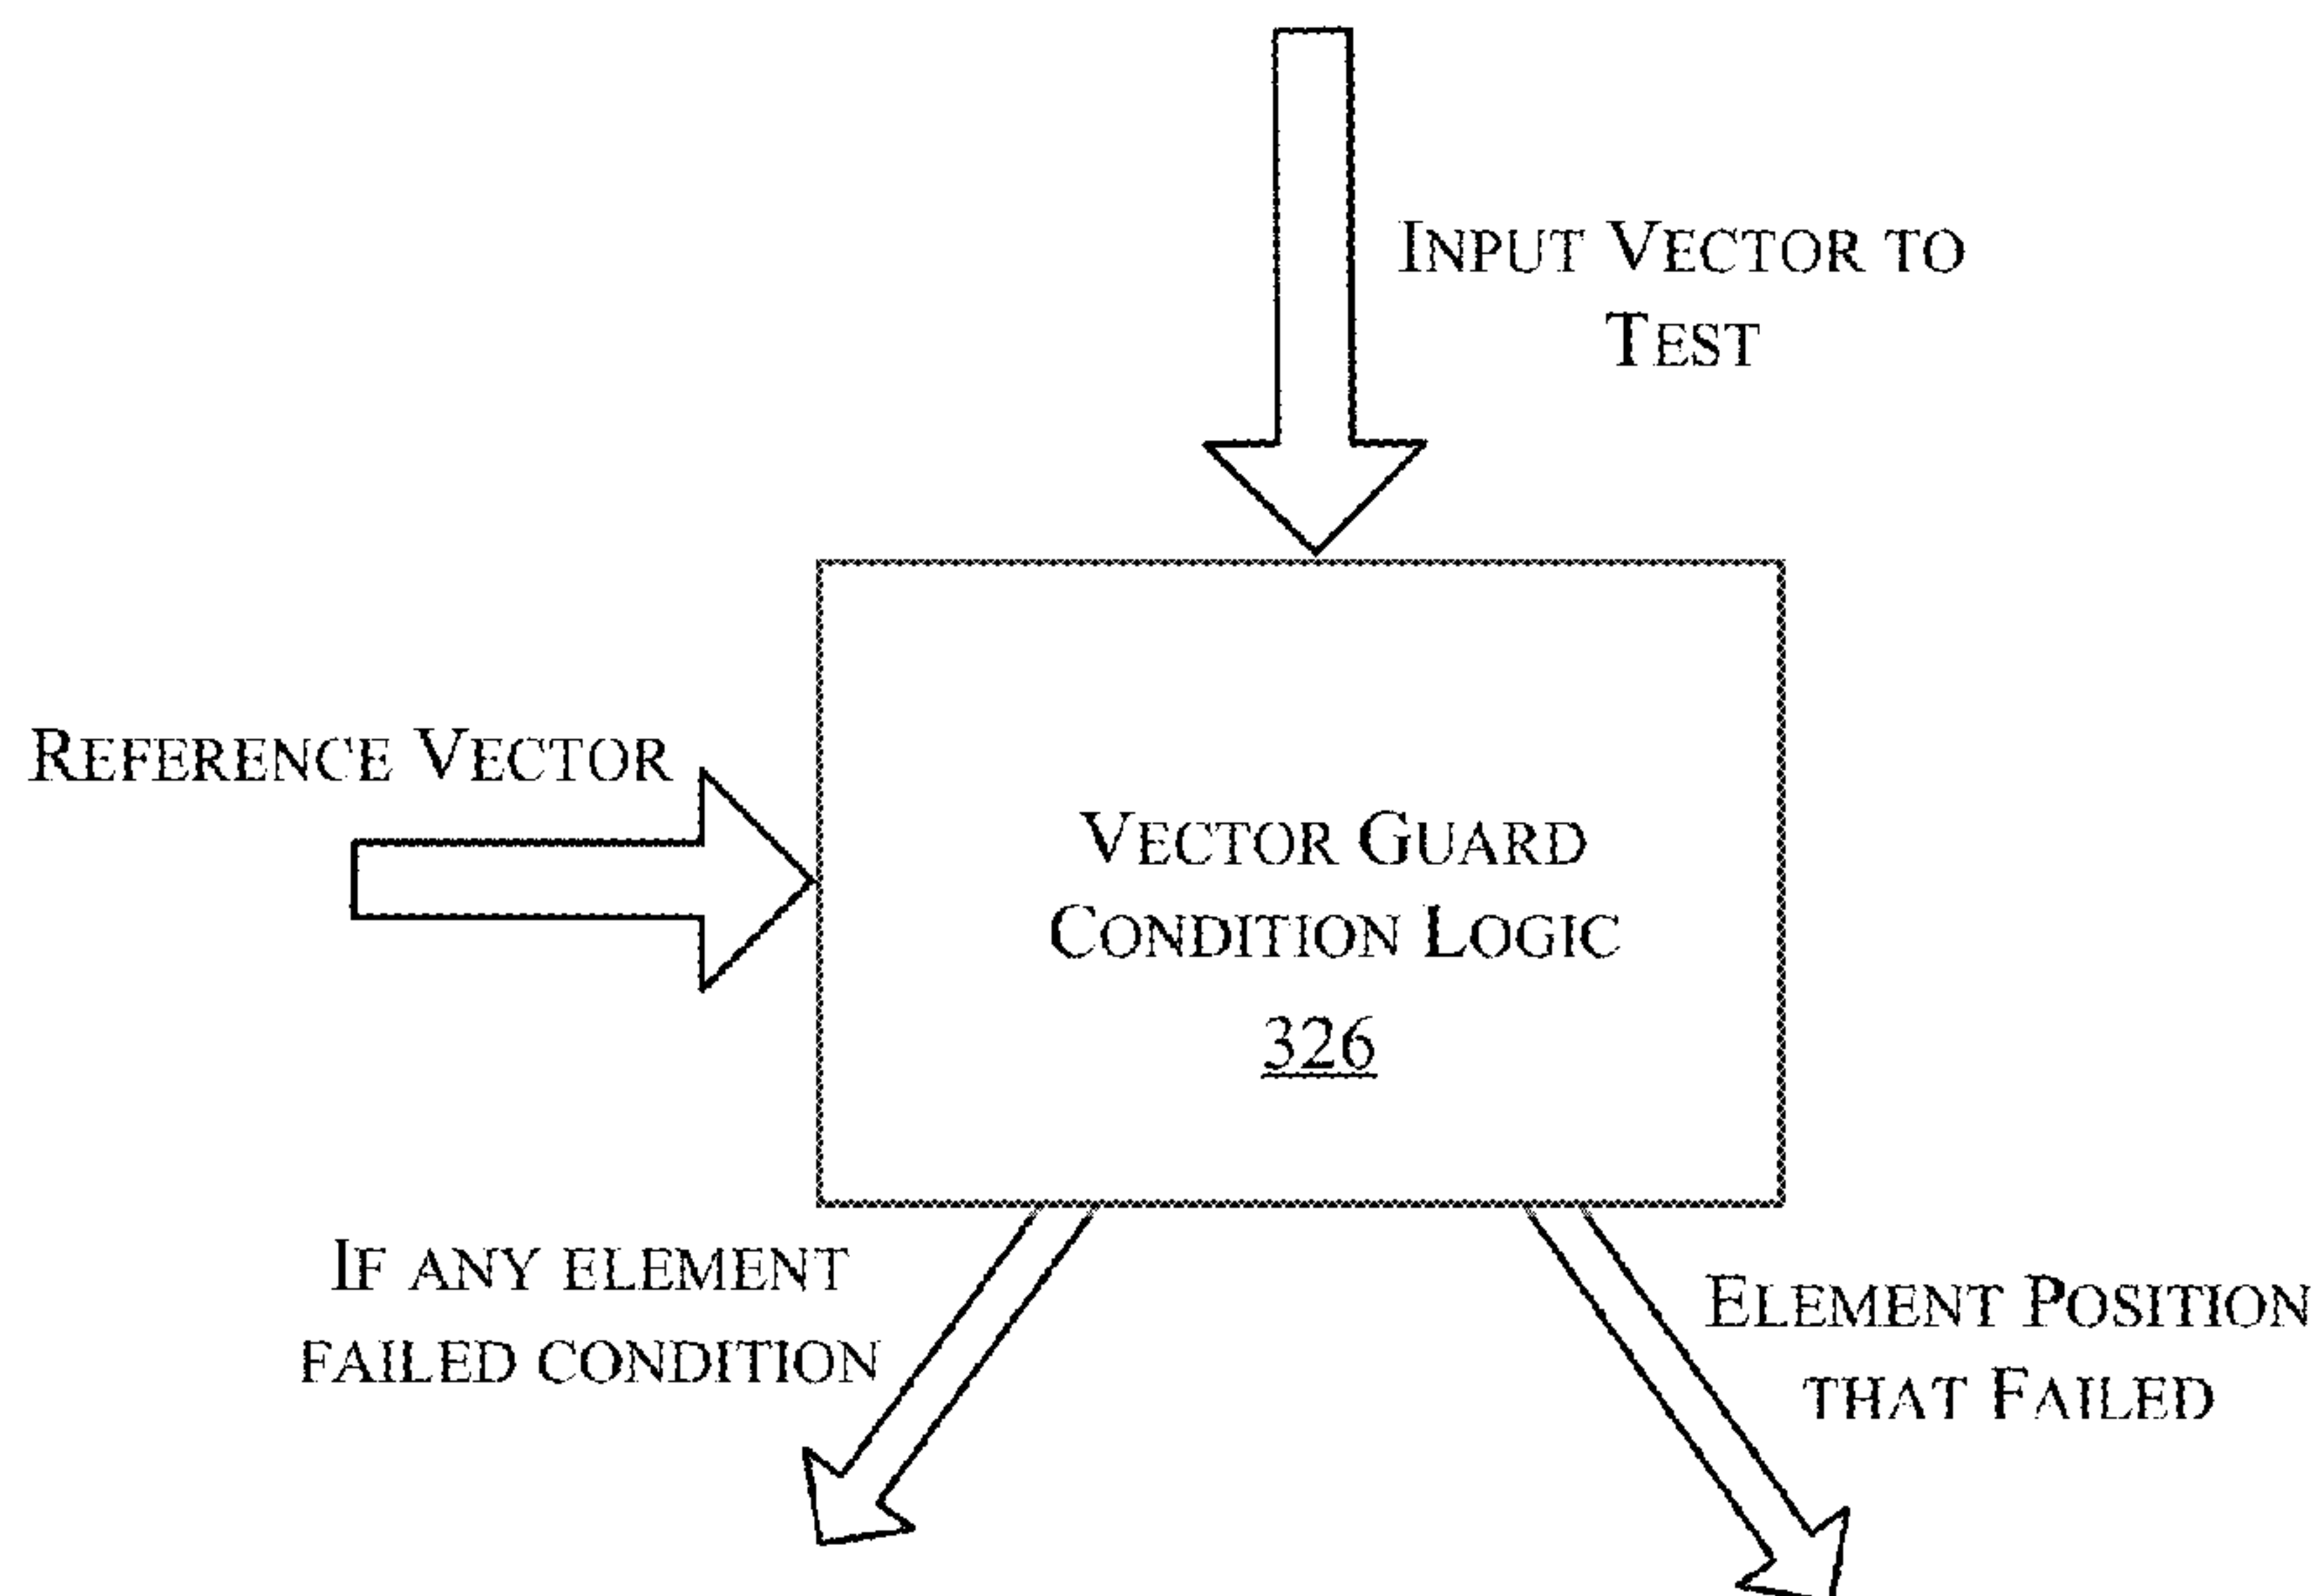 INPUT VECTOR TO
TEST
REFERENCE VECTOR
VECTOR GUARD
CONDITION LOGIC
326
IF ANY ELEMENT
FAILED CONDITION
ELEMENT POSITION
THAT FAILED